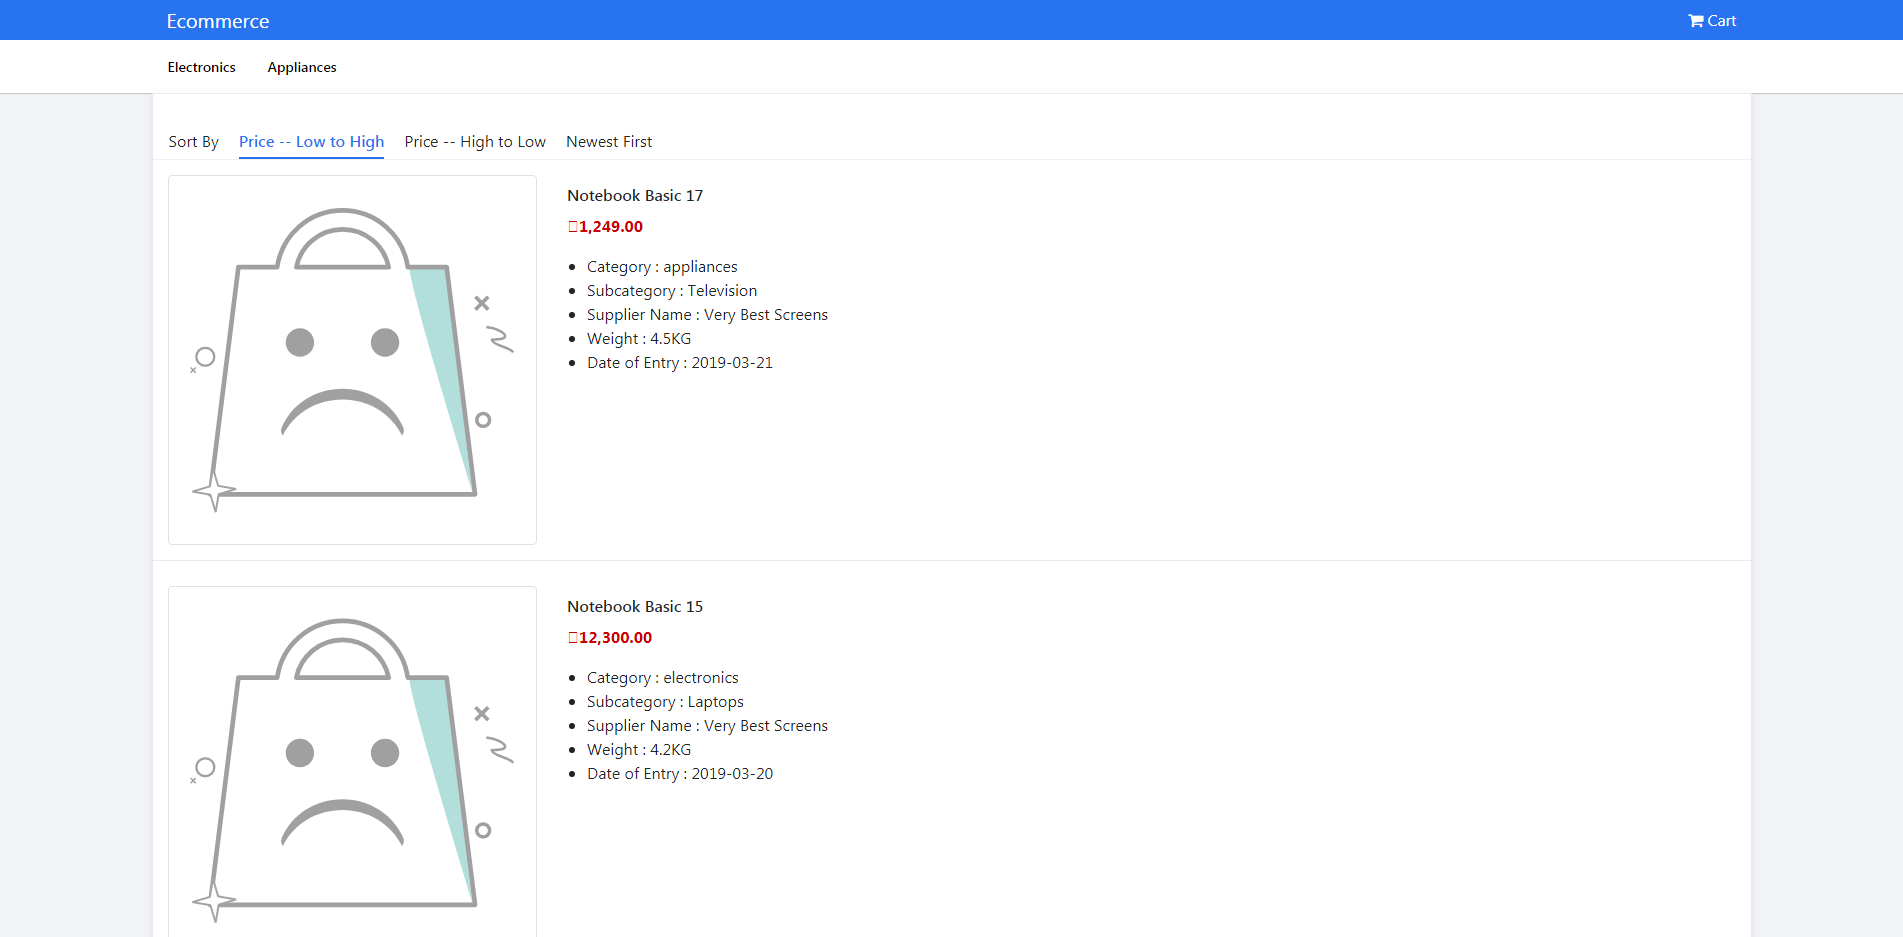 Ecommerce
Cart
Electronics Appliances
Sort By Price -- Low to High Price -- High to Low Newest First
Notebook Basic 17
1,249.00
Category : appliances
Subcategory : Television
Supplier Name : Very Best Screens
Weight : 4.5KG
Date of Entry : 2019-03-21
Notebook Basic 15
12,300.00
Category : electronics
Subcategory : Laptops
Supplier Name : Very Best Screens
Weight : 4.2KG
Date of Entry : 2019-03-20